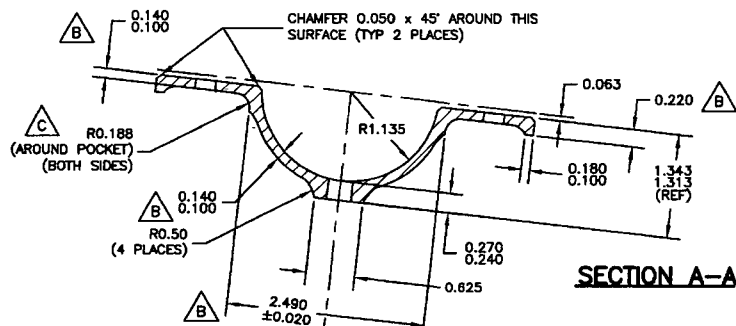 B
0.140
0.100
CHAMFER 0.050 x 45° AROUND THIS
SURFACE (TYP 2 PLACES)
0.063
0.220
B
C
R0.188
(AROUND POCKET)
(BOTH SIDES)
R1.135
0.180
0.100
1.343
1.313
(REF)
0.140
0.100
B
R0.50
(4 PLACES)
0.270
0.240
0.625
SECTION A-A
B
2.490
±0.020